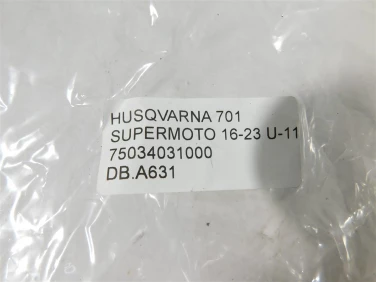 HUSQVARNA 701
SUPERMOTO 16-23 U-11
75034031000
DB.A631